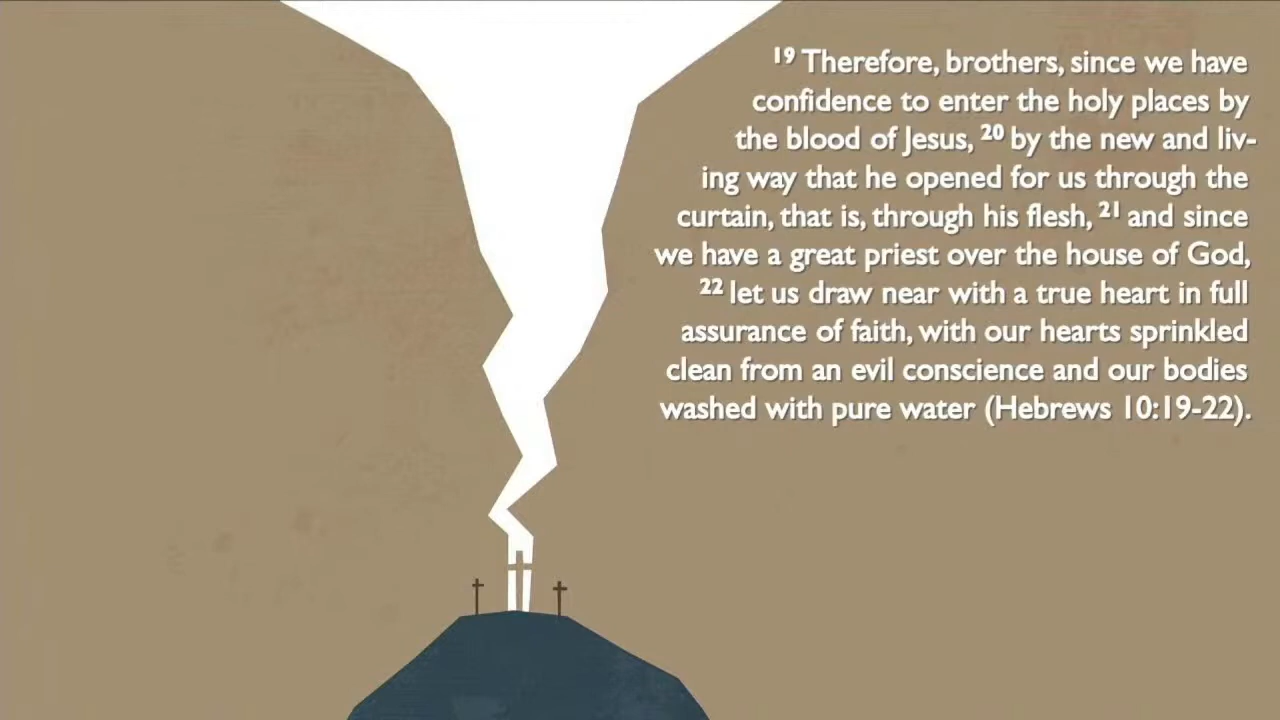 19 Therefore, brothers, since we have
confidence to enter the holy places by
the blood of Jesus, 20 by the new and liv-
ing way that he opened for us through the
curtain, that is, through his flesh, 21 and since
we have a great priest over the house of God,
22 let us draw near with a true heart in full
assurance of faith, with our hearts sprinkled
clean from an evil conscience and our bodies
washed with pure water (Hebrews 10:19-22).